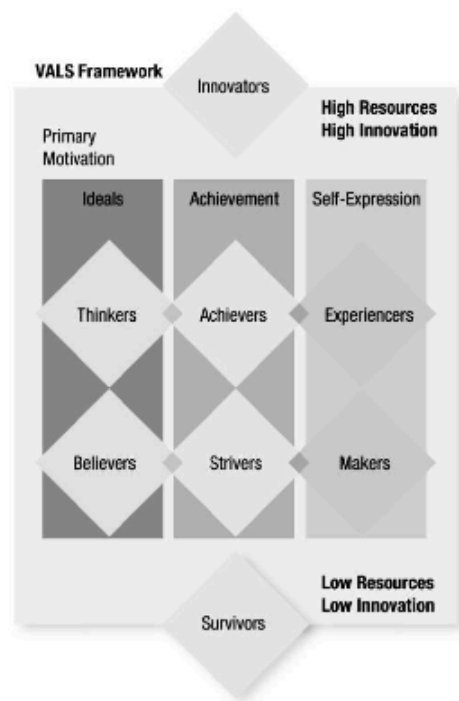 VALS Framework
Innovators
High Resources
High Innovation
Primary
Motivation
Ideals
Achievement
Self-Expression
Thinkers
Achievers
Experiencers
Believers
Strivers
Makers
Low Resources
Low Innovation
Survivors